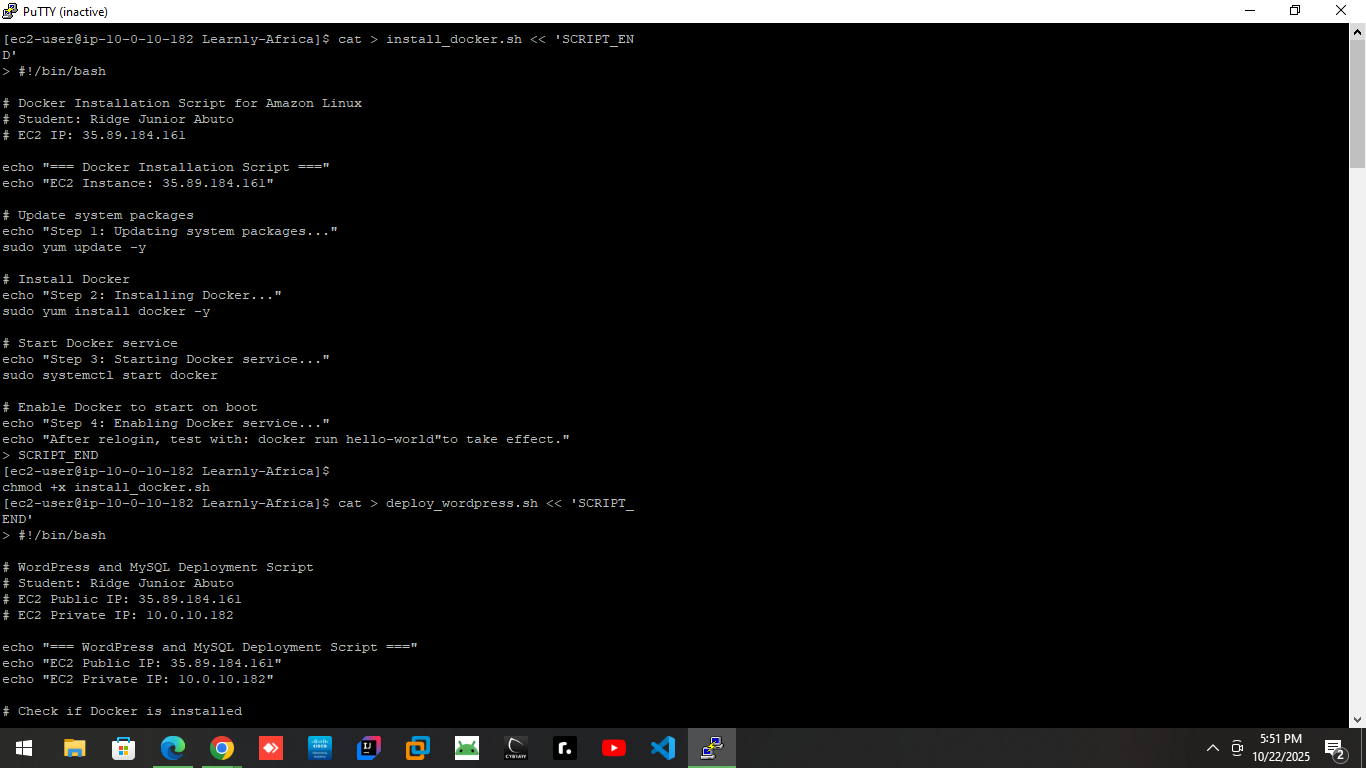 PuTTY (inactive)
[ec2-user@ip-10-0-10-182 Learnly-Africa]$ cat > install_docker.sh << 'SCRIPT_EN
D'
> #!/bin/bash
# Docker Installation Script for Amazon Linux
# Student: Ridge Junior Abuto
# EC2 IP: 35.89.184.161
echo "=== Docker Installation Script ==="
echo "EC2 Instance: 35.89.184.161"
# Update system packages
echo "Step 1: Updating system packages..."
sudo yum update -y
# Install Docker
echo "Step 2: Installing Docker..."
sudo yum install docker -y
# Start Docker service
echo "Step 3: Starting Docker service..."
sudo systemctl start docker
# Enable Docker to start on boot
echo "Step 4: Enabling Docker service..."
echo "After relogin, test with: docker run hello-world"to take effect."
> SCRIPT_END
[ec2-user@ip-10-0-10-182 Learnly-Africa]$
chmod +x install_docker.sh
[ec2-user@ip-10-0-10-182 Learnly-Africa]$ cat > deploy_wordpress.sh << 'SCRIPT_
END'
> #!/bin/bash
# WordPress and MySQL Deployment Script
# Student: Ridge Junior Abuto
# EC2 Public IP: 35.89.184.161
# EC2 Private IP: 10.0.10.182
echo "=== WordPress and MySQL Deployment Script ==="
echo "EC2 Public IP: 35.89.184.161"
echo "EC2 Private IP: 10.0.10.182"
# Check if Docker is installed
5:51 PM
10/22/2025
2